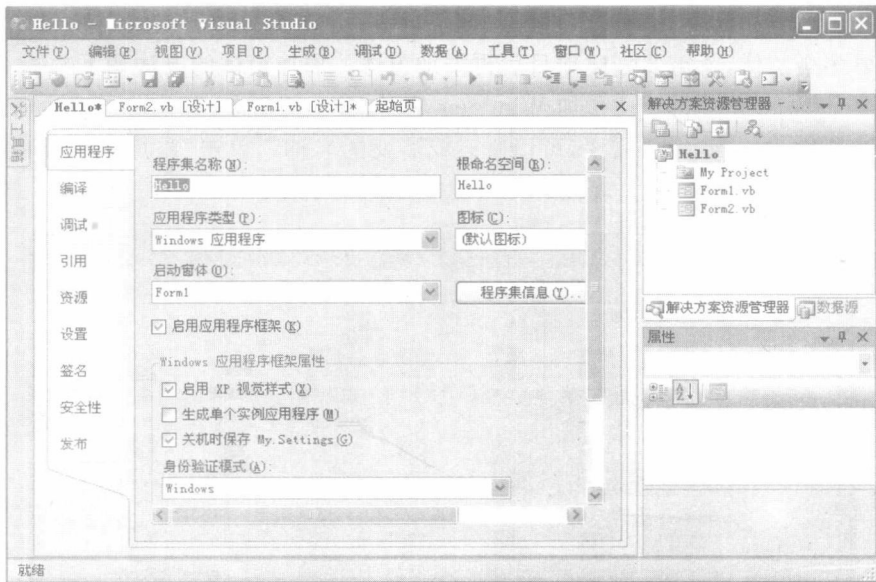 Hello - Microsoft Visual Studio
文件(F) 编辑(E) 视图(V) 项目(P) 生成(B) 调试(D) 数据(A) 工具(T) 窗口(W) 社区(C) 帮助(H)
Hello* Form2.vb [设计] Form1.vb [设计]* 起始页
工具箱
应用程序
编译
调试
引用
资源
设置
签名
安全性
发布
程序集名称(N):
Hello
根命名空间(R):
Hello
应用程序类型(P):
Windows 应用程序
图标(C):
(默认图标)
启动窗体(O):
Form1
程序集信息(Y)..
启用应用程序框架(K)
Windows 应用程序框架属性
启用 XP 视觉样式(X)
生成单个实例应用程序(M)
关机时保存 My.Settings(G)
身份验证模式(A):
Windows
解决方案资源管理器 - ...
Hello
My Project
Form1.vb
Form2.vb
解决方案资源管理器 数据源
属性
就绪